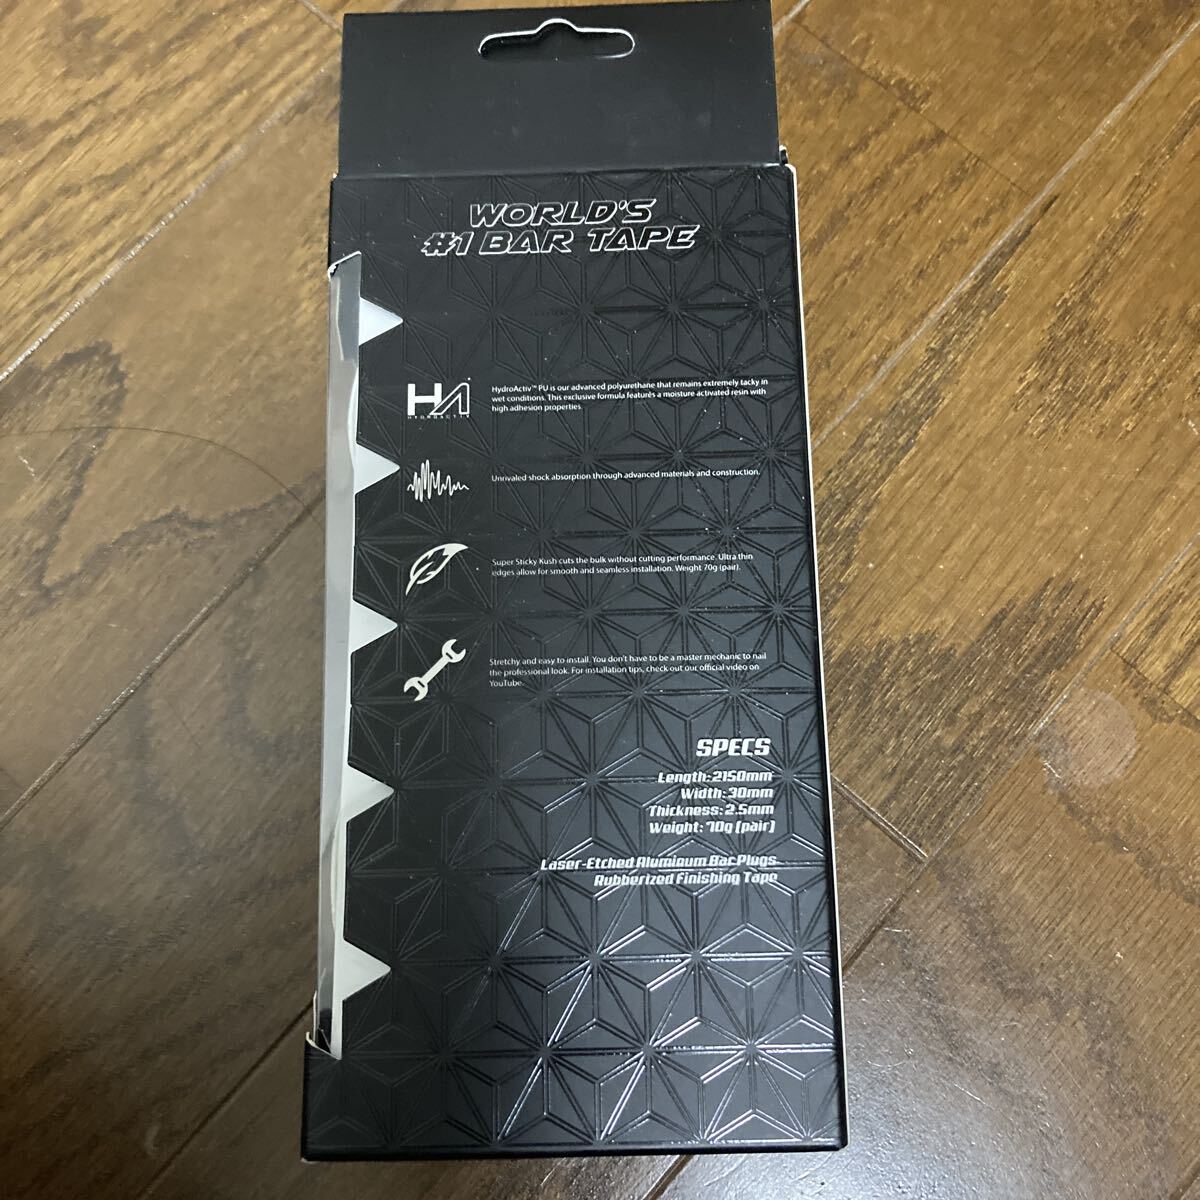 WORLD'S
#1 BAR TAPE
HA
HYDROACTIV
HydroActiv™ PU is our advanced polyurethane that remains extremely tacky in
wet conditions. This exclusive formula features a moisture activated resin with
high adhesion properties.
Unrivaled shock absorption through advanced materials and construction.
Super Sticky Kush cuts the bulk without cutting performance. Ultra thin
edges allow for smooth and seamless installation. Weight 70g (pair).
Stretchy and easy to install. You don't have to be a master mechanic to nail
the professional look. For installation tips, check out our official video on
YouTube.
SPECS
Length: 2150mm
Width: 30mm
Thickness: 2.5mm
Weight: 70g (pair)
Laser-Etched Aluminum Bar Plugs
Rubberized Finishing Tape